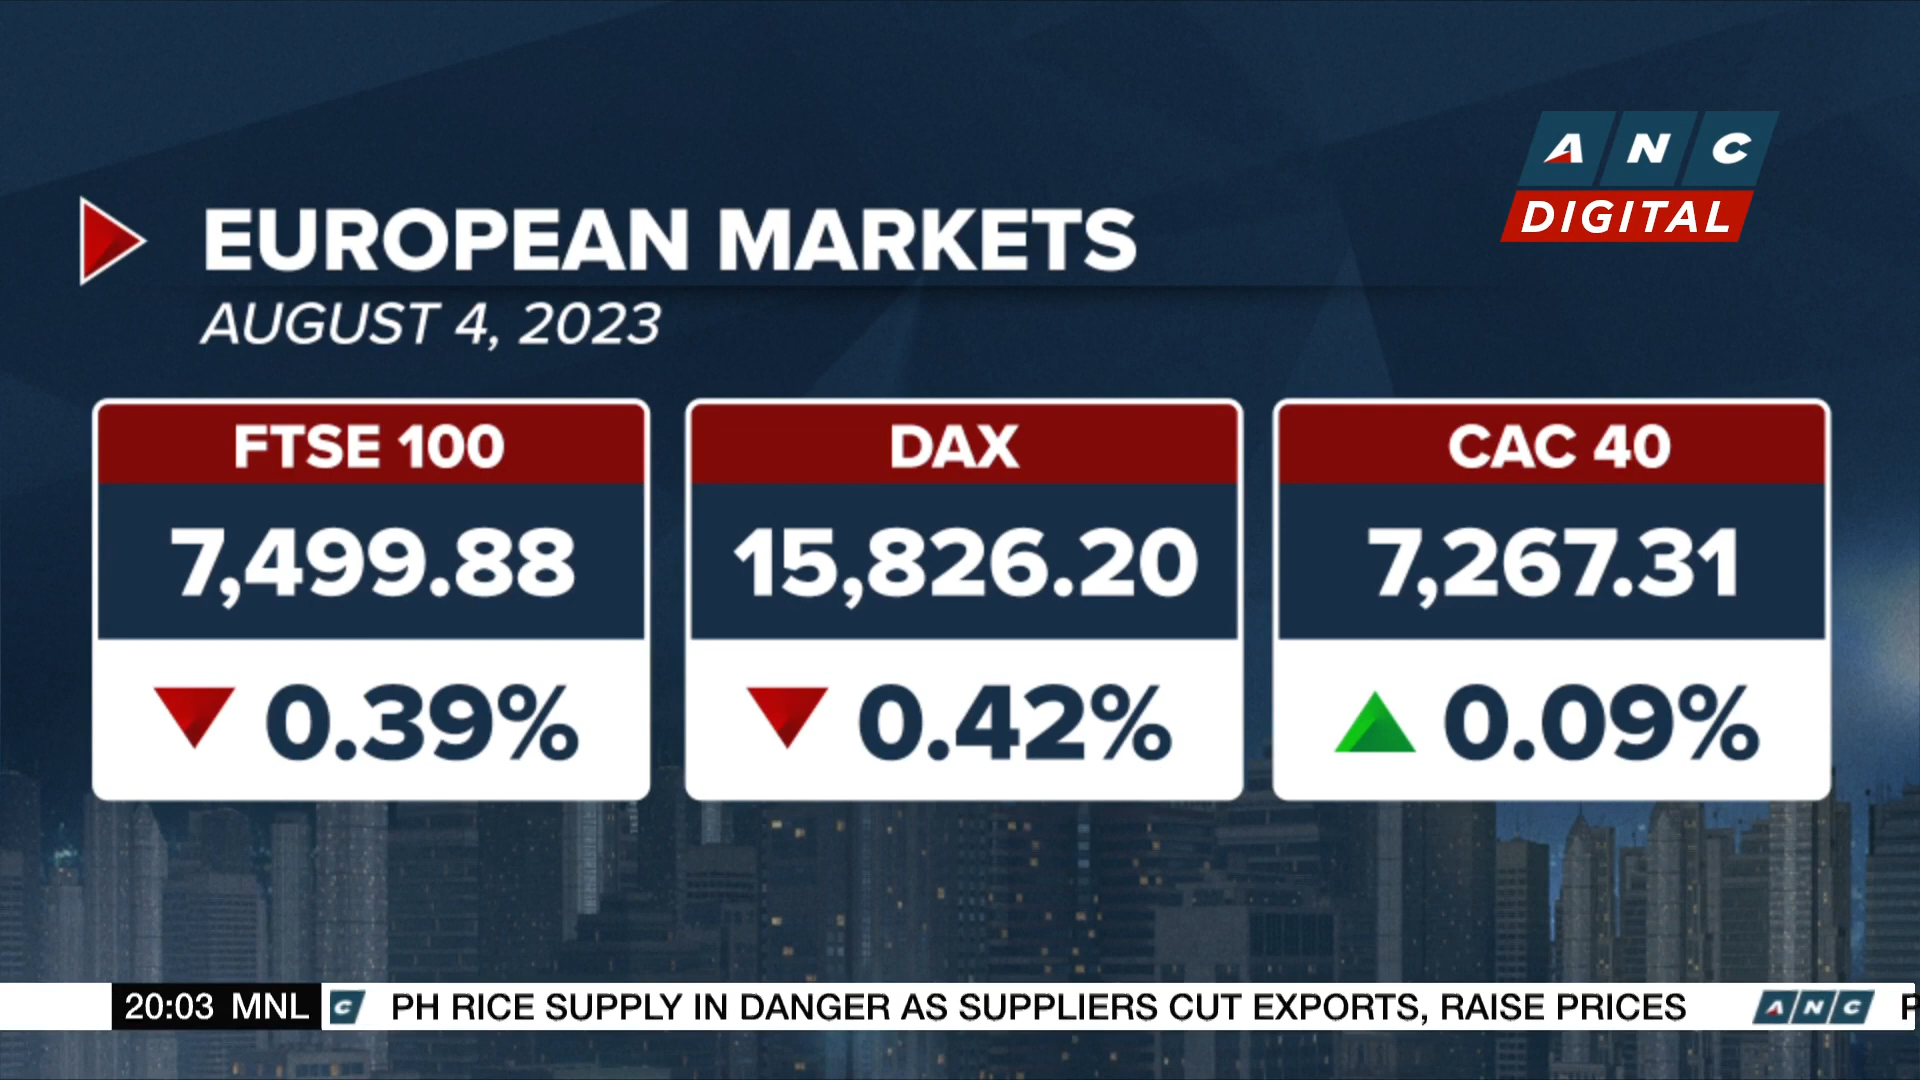 ANC
DIGITAL
EUROPEAN MARKETS
AUGUST 4, 2023
FTSE 100
7,499.88
0.39%
DAX
15,826.20
0.42%
CAC 40
7,267.31
0.09%
20:03 MNL
C PH RICE SUPPLY IN DANGER AS SUPPLIERS CUT EXPORTS, RAISE PRICES ANC